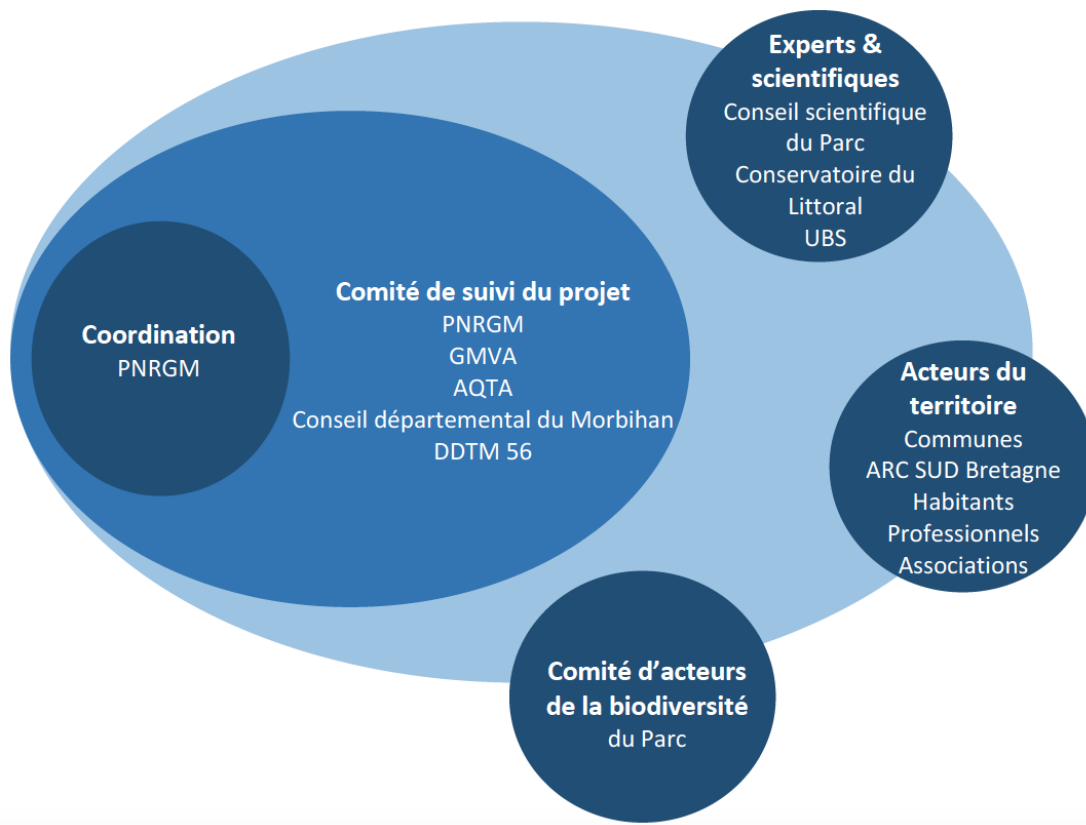 Experts &
scientifiques
Conseil scientifique
du Parc
Conservatoire du
Littoral
UBS
Comité de suivi du projet
PNRGM
GMVA
AQTA
Conseil départemental du Morbihan
DDTM 56
Coordination
PNRGM
Acteurs du
territoire
Communes
ARC SUD Bretagne
Habitants
Professionnels
Associations
Comité d’acteurs
de la biodiversité
du Parc